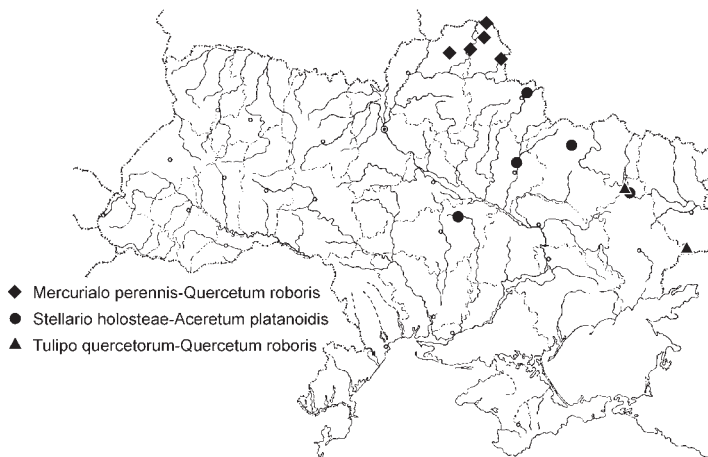 Mercurialo perennis-Quercetum roboris
Stellario holosteae-Aceretum platanoidis
Tulipo quercetorum-Quercetum roboris